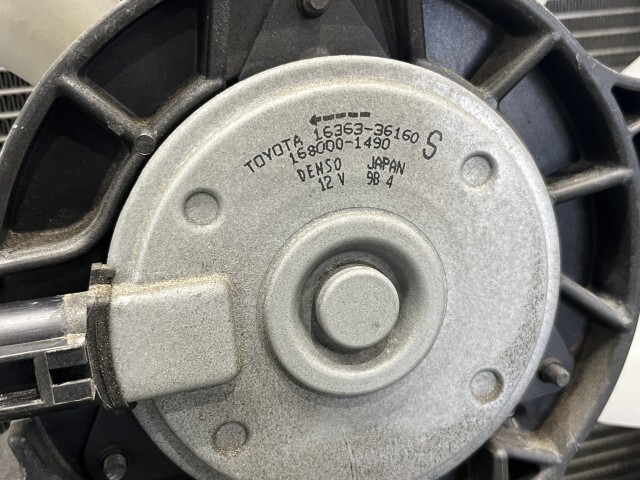 TOYOTA 16363-36160 S
168000-1490
DENSO JAPAN
12 V 9B 4